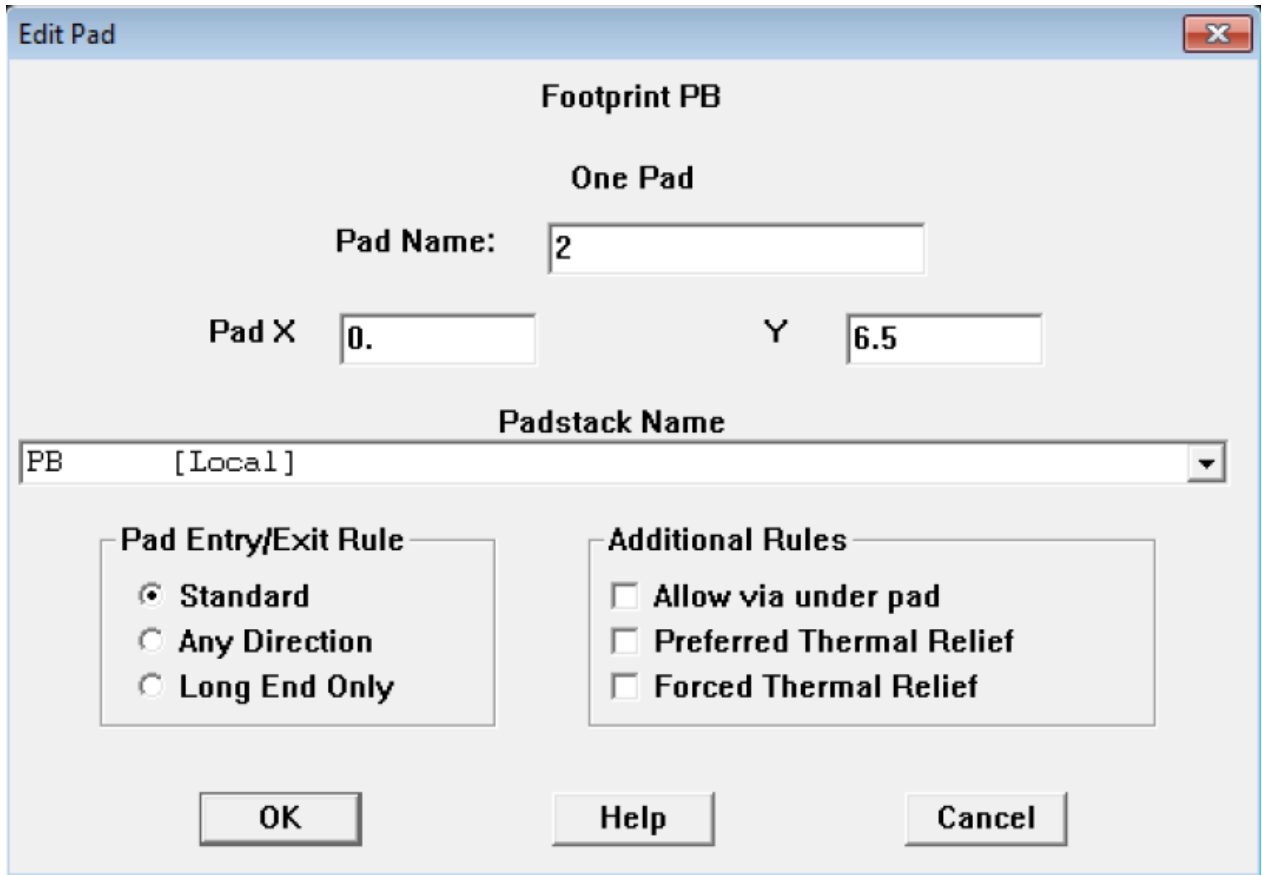 Edit Pad
Footprint PB
One Pad
Pad Name: 2
Pad X 0. Y 6.5
Padstack Name
PB [Local]
Pad Entry/Exit Rule Additional Rules
Standard Allow via under pad
Any Direction Preferred Thermal Relief
Long End Only Forced Thermal Relief
OK Help Cancel